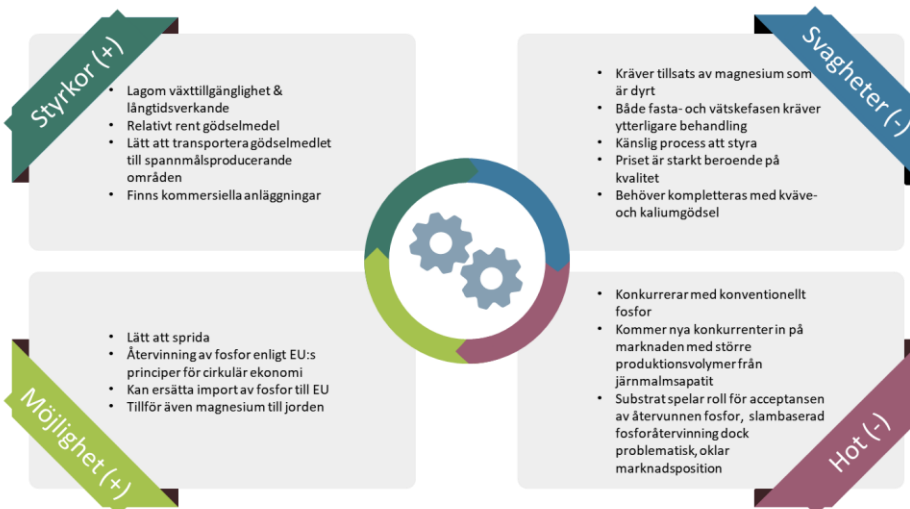 Styrkor (+)
Lagom växttillgänglighet &
långtidsverkande
Relativt rent gödselmedel
Lätt att transportera gödselmedlet
till spannmålsproducerande
områden
Finns kommersiella anläggningar
Svagheter (-)
Kräver tillsats av magnesium som
är dyrt
Både fasta- och vätskefasen kräver
ytterligare behandling
Känslig process att styra
Priset är starkt beroende på
kvalitet
Behöver kompletteras med kväve-
och kaliumgödsel
Möjlighet (+)
Lätt att sprida
Återvinning av fosfor enligt EU:s
principer för cirkulär ekonomi
Kan ersätta import av fosfor till EU
Tillför även magnesium till jorden
Hot (-)
Konkurrerar med konventionellt
fosfor
Kommer nya konkurrenter in på
marknaden med större
produktionsvolymer från
järnmalmsapatit
Substrat spelar roll för acceptansen
av återvunnen fosfor, slambaserad
fosforåtervinning dock
problematisk, oklar
marknadsposition